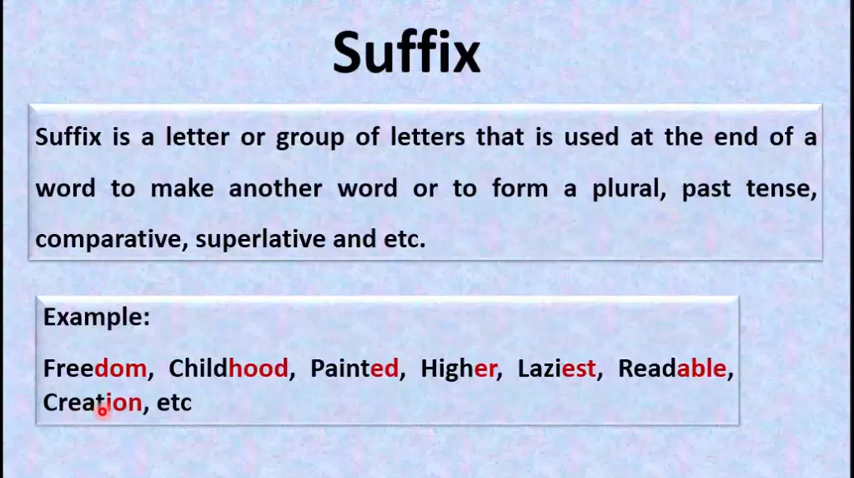 Suffix
Suffix is a letter or group of letters that is used at the end of a
word to make another word or to form a plural, past tense,
comparative, superlative and etc.
Example:
Freedom, Childhood, Painted, Higher, Laziest, Readable,
Creation, etc